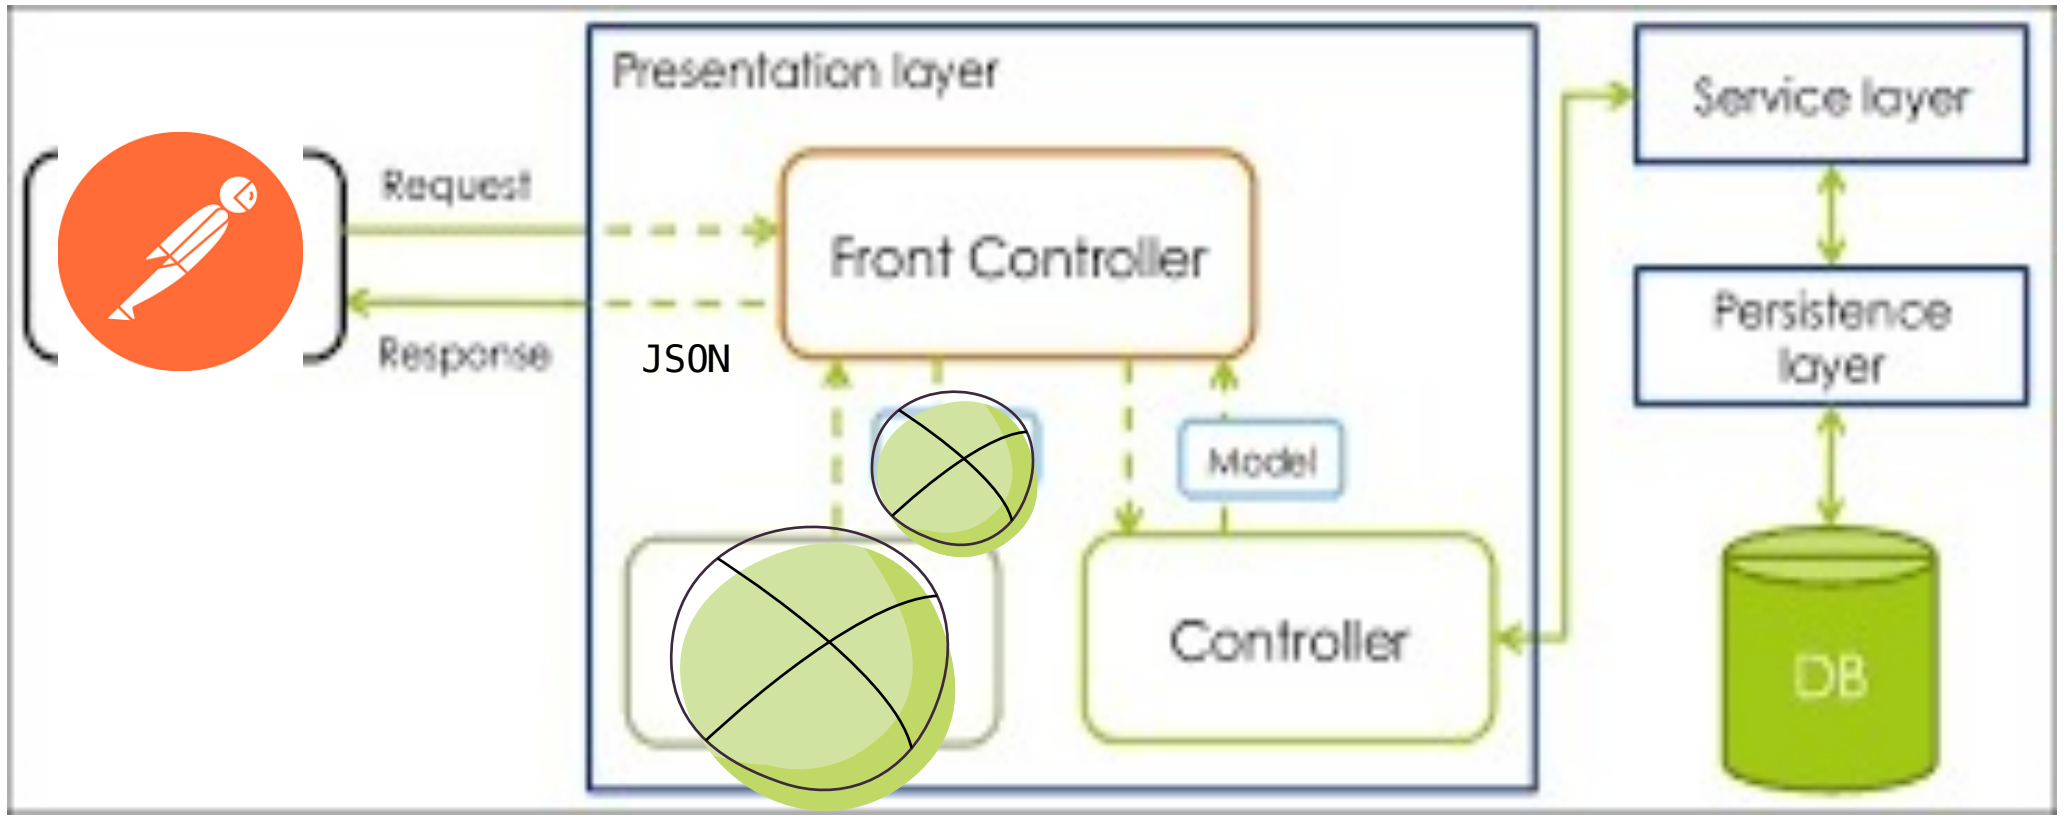 Presentation layer
Service layer
Request
Front Controller
Persistence
layer
Response
JSON
Model
Controller
DB